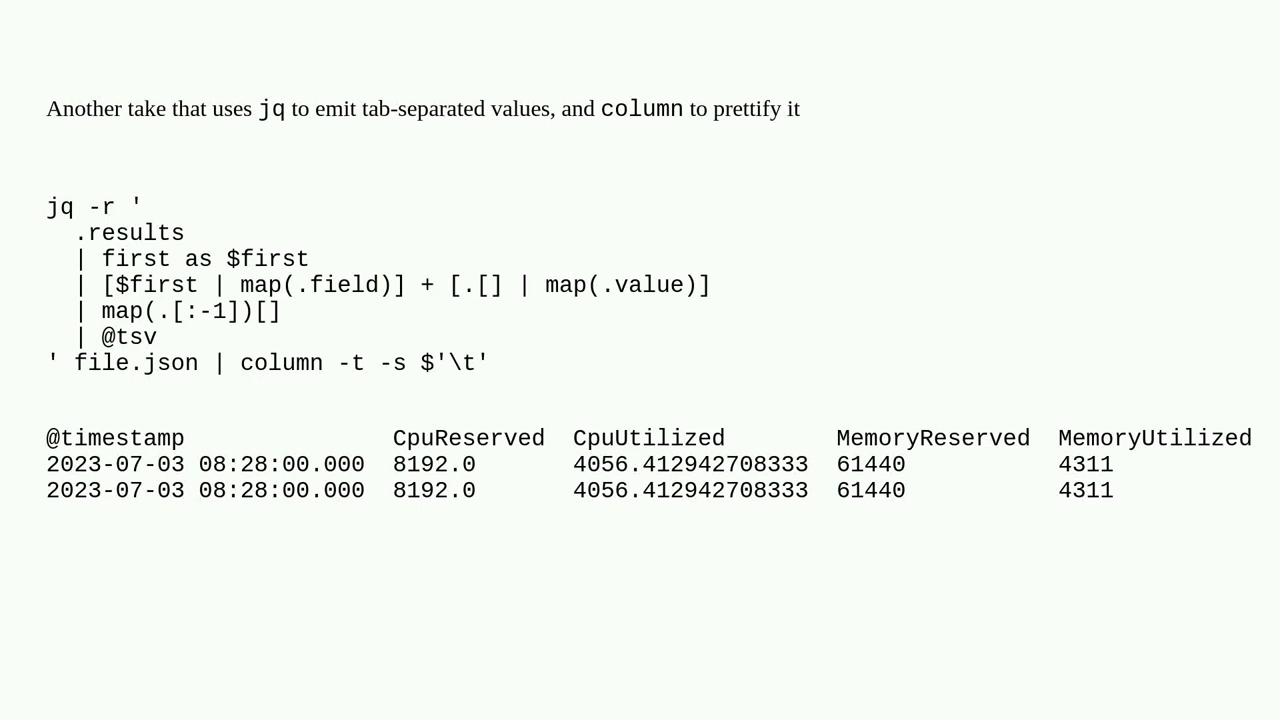 Another take that uses jq to emit tab-separated values, and column to prettify it
jq -r '
  .results
  | first as $first
  | [$first | map(.field)] + [.[] | map(.value)]
  | map(.[:-1])[]
  | @tsv
' file.json | column -t -s $'\t'
@timestamp               CpuReserved  CpuUtilized        MemoryReserved  MemoryUtilized
2023-07-03 08:28:00.000  8192.0       4056.412942708333  61440           4311
2023-07-03 08:28:00.000  8192.0       4056.412942708333  61440           4311